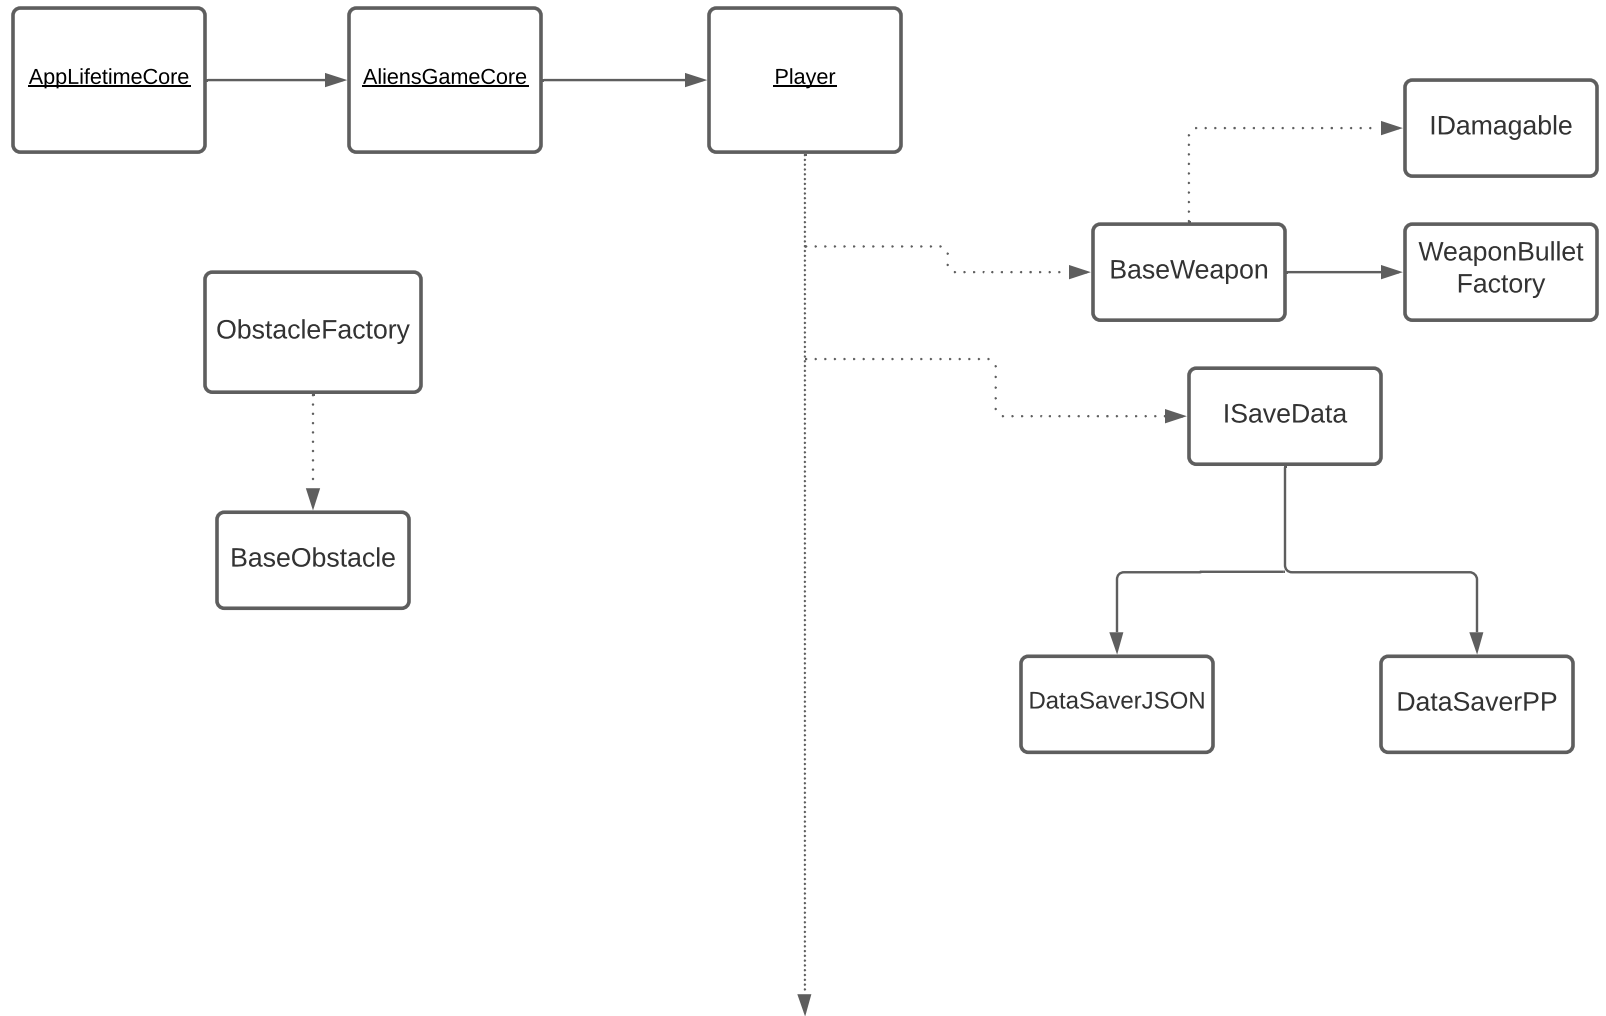 AppLifetimeCore
AliensGameCore
Player
IDamagable
BaseWeapon
WeaponBullet
Factory
ObstacleFactory
ISaveData
BaseObstacle
DataSaverJSON
DataSaverPP